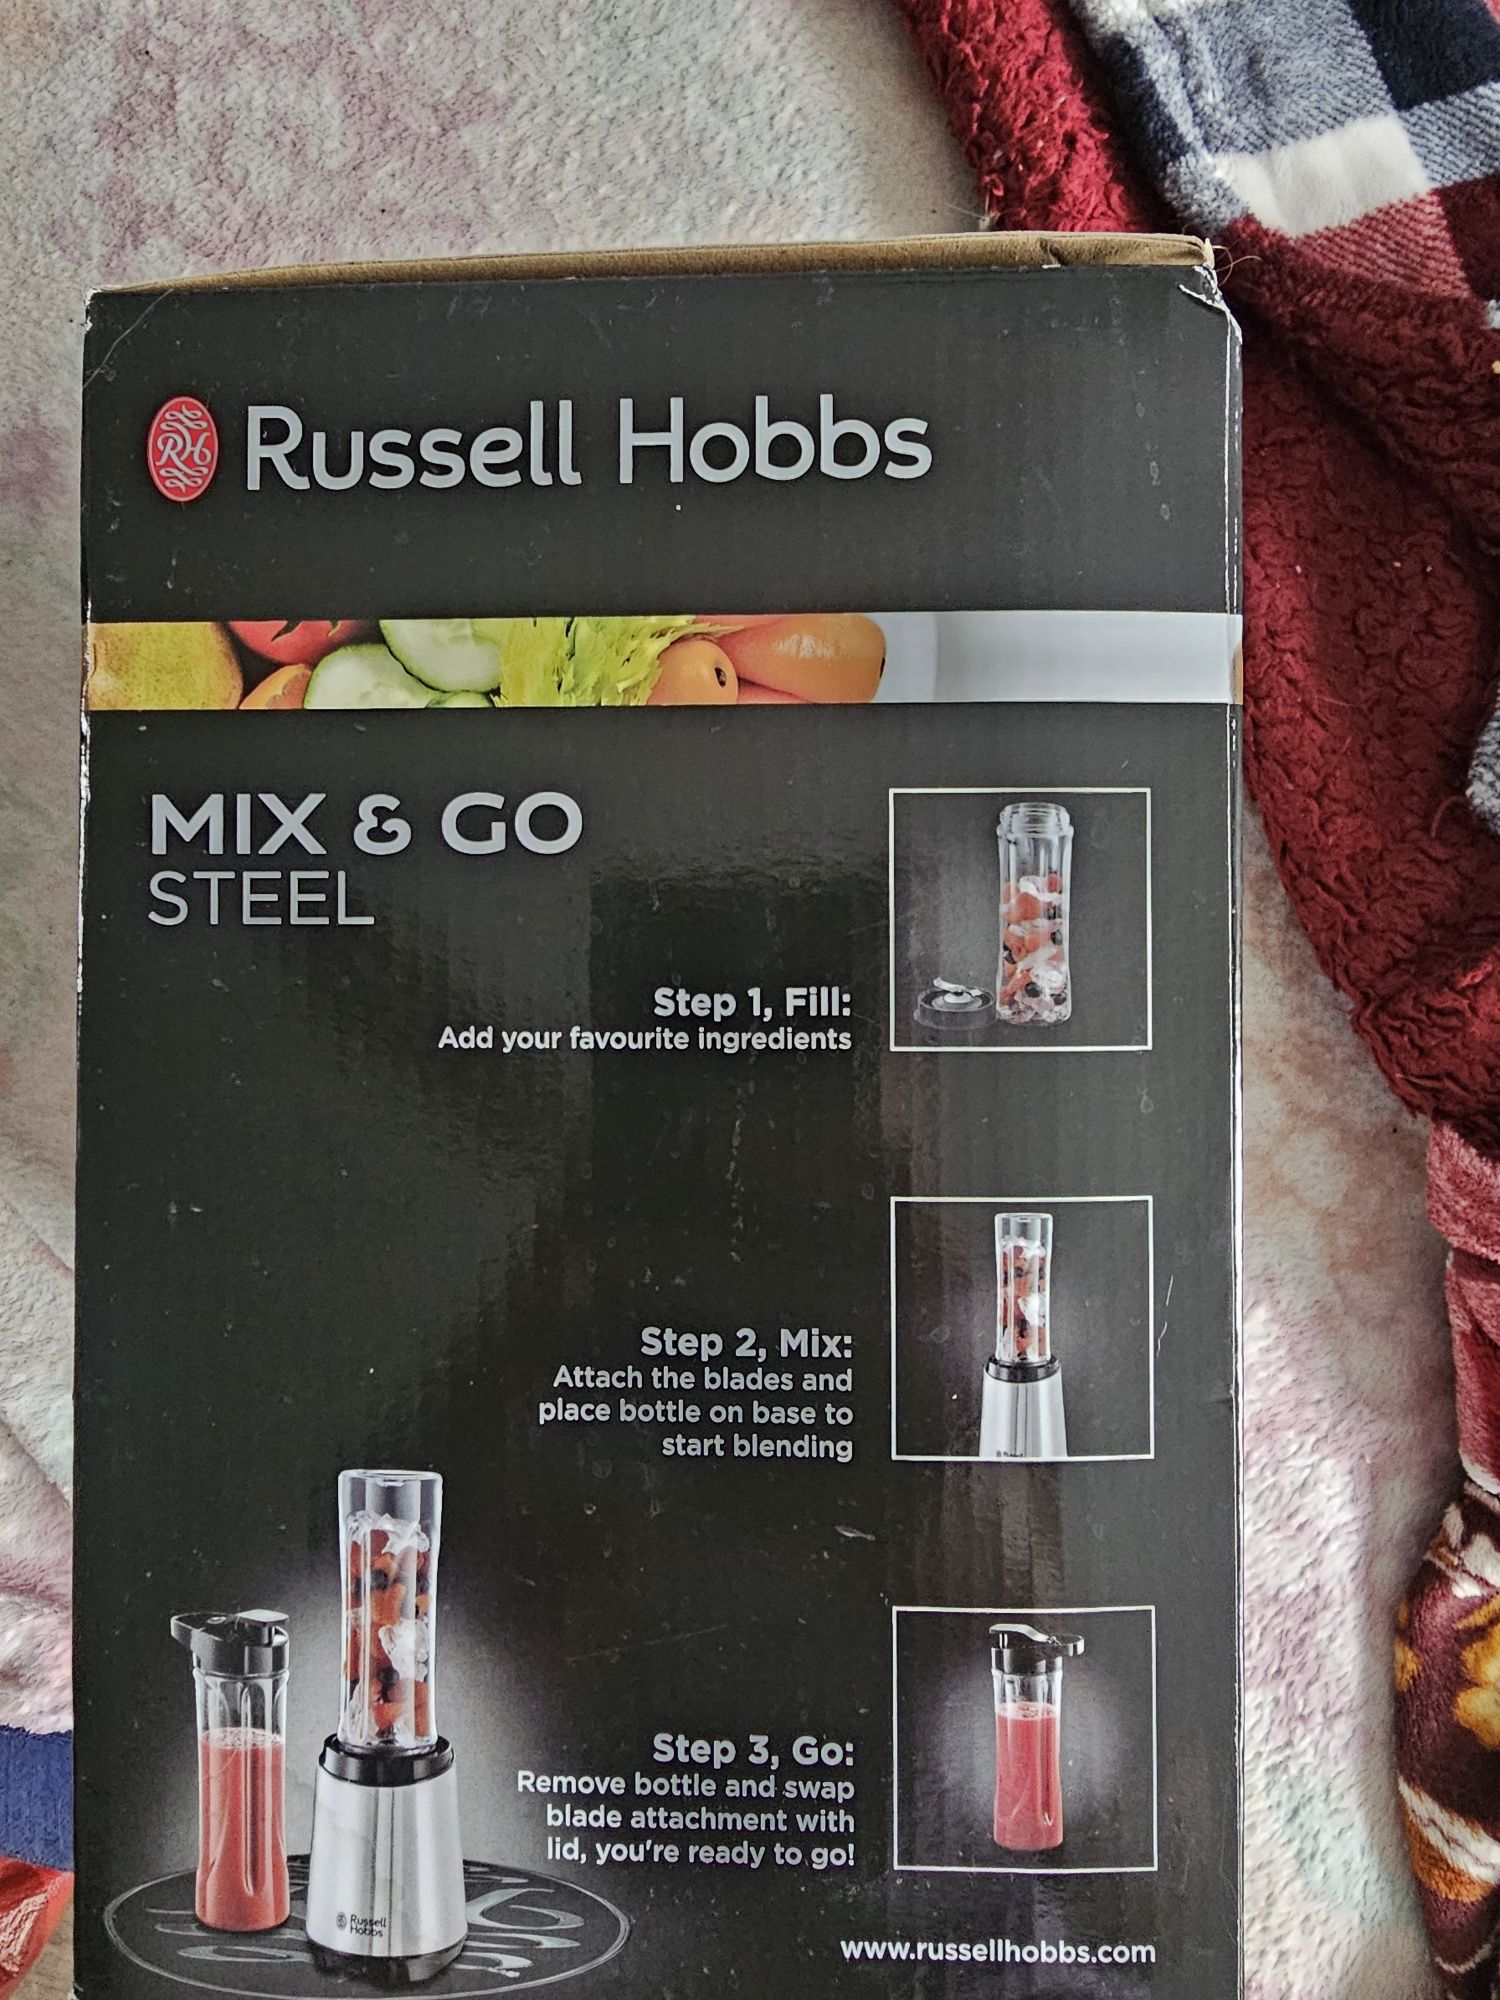 RH Russell Hobbs
MIX & GO
STEEL
Step 1, Fill:
Add your favourite ingredients
Step 2, Mix:
Attach the blades and
place bottle on base to
start blending
Step 3, Go:
Remove bottle and swap
blade attachment with
lid, you're ready to go!
Russell
Hobbs
www.russellhobbs.com